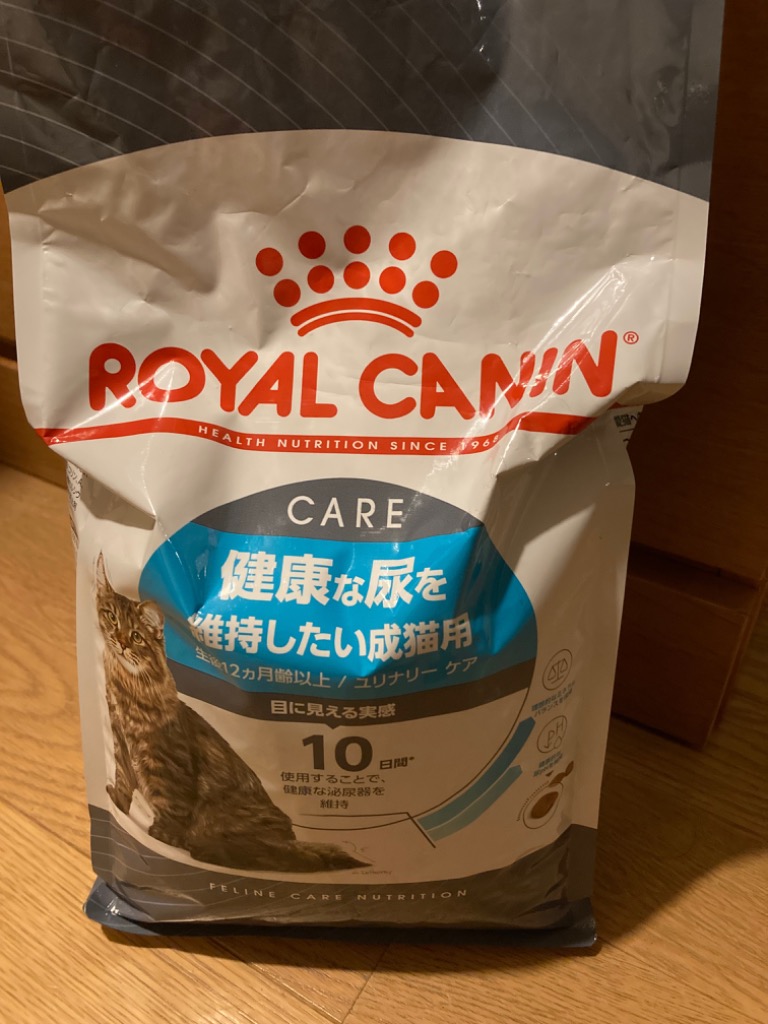 ROYAL CANIN®
HEALTH NUTRITION SINCE 1968
CARE
健康な尿を
維持したい成猫用
生後12ヵ月齢以上 / ユリナリー ケア
目に見える実感
10日間*
使用することで、
健康な泌尿器を
維持
pH
FELINE CARE NUTRITION